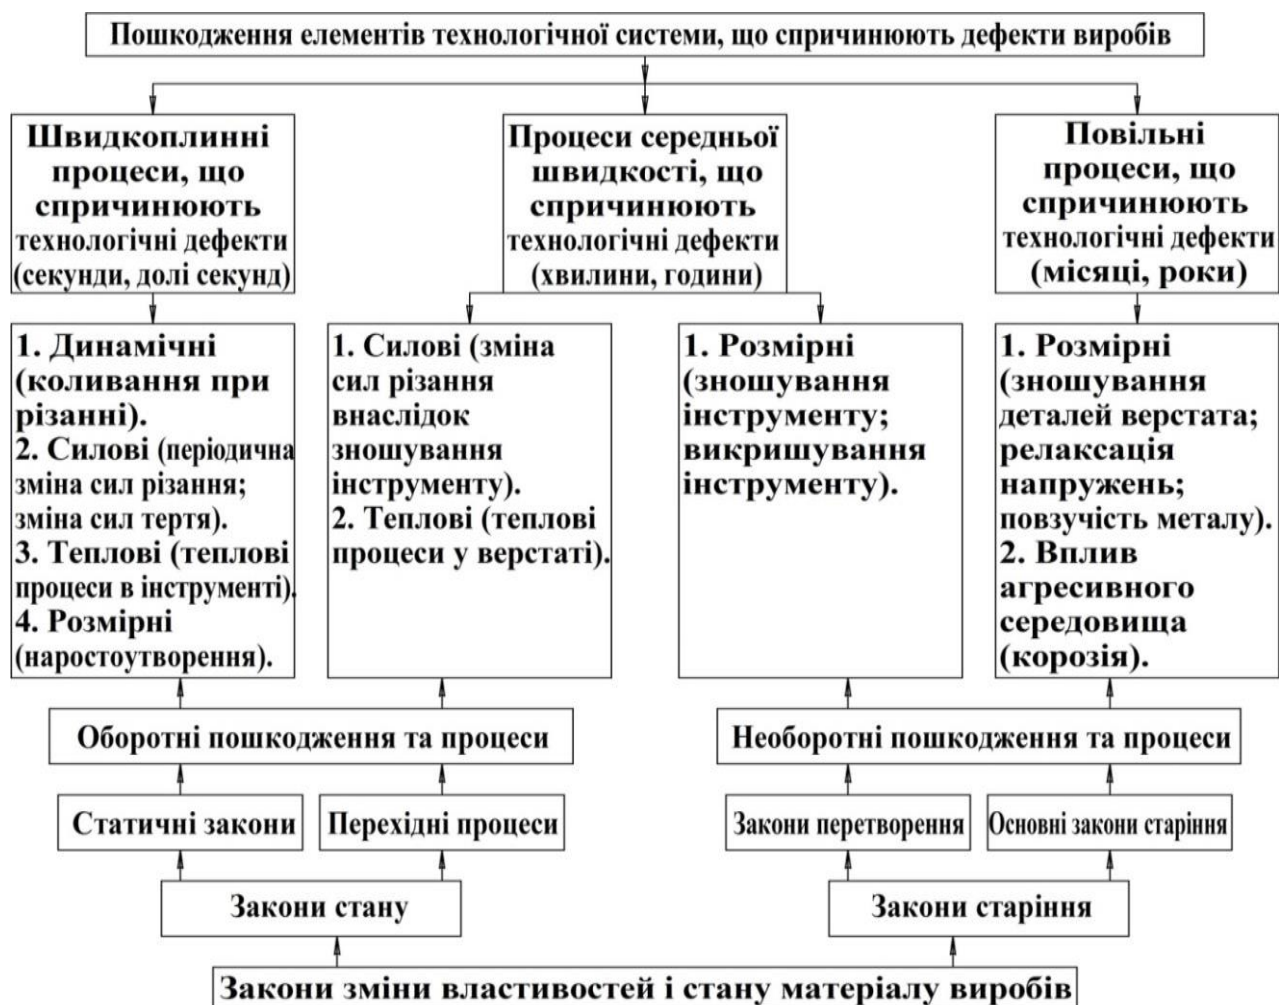 Пошкодження елементів технологічної системи, що спричинюють дефекти виробів
Швидкоплинні
процеси, що
спричинюють
технологічні дефекти
(секунди, долі секунд)
Процеси середньої
швидкості, що
спричинюють
технологічні дефекти
(хвилини, години)
Повільні
процеси, що
спричинюють
технологічні дефекти
(місяці, роки)
1. Динамічні
(коливання при
різанні).
2. Силові (періодична
зміна сил різання;
зміна сил тертя).
3. Теплові (теплові
процеси в інструменті).
4. Розмірні
(наростоутворення).
1. Силові (зміна
сил різання
внаслідок
зношування
інструменту).
2. Теплові (теплові
процеси у верстаті).
1. Розмірні
(зношування
інструменту;
викришування
інструменту).
1. Розмірні
(зношування
деталей верстата;
релаксація
напружень;
повзучість металу).
2. Вплив
агресивного
середовища
(корозія).
Оборотні пошкодження та процеси
Необоротні пошкодження та процеси
Статичні закони
Перехідні процеси
Закони перетворення
Основні закони старіння
Закони стану
Закони старіння
Закони зміни властивостей і стану матеріалу виробів